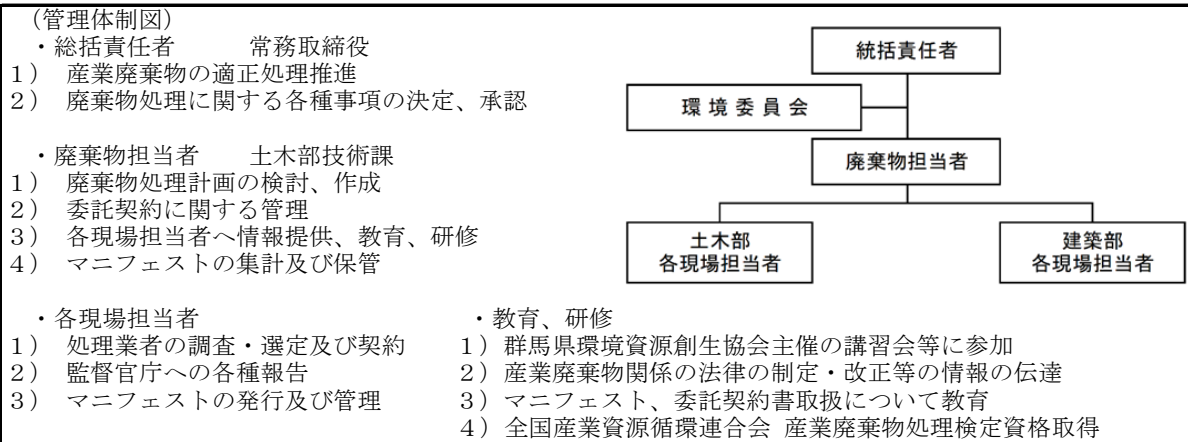 （管理体制図）
・総括責任者　　　常務取締役
１）　産業廃棄物の適正処理推進
２）　廃棄物処理に関する各種事項の決定、承認
・廃棄物担当者　　土木部技術課
１）　廃棄物処理計画の検討、作成
２）　委託契約に関する管理
３）　各現場担当者へ情報提供、教育、研修
４）　マニフェストの集計及び保管
統括責任者
環境委員会
廃棄物担当者
土木部
各現場担当者
建築部
各現場担当者
・各現場担当者
１）　処理業者の調査・選定及び契約
２）　監督官庁への各種報告
３）　マニフェストの発行及び管理
・教育、研修
１）群馬県環境資源創生協会主催の講習会等に参加
２）産業廃棄物関係の法律の制定・改正等の情報の伝達
３）マニフェスト、委託契約書取扱について教育
４）全国産業資源循環連合会 産業廃棄物処理検定資格取得